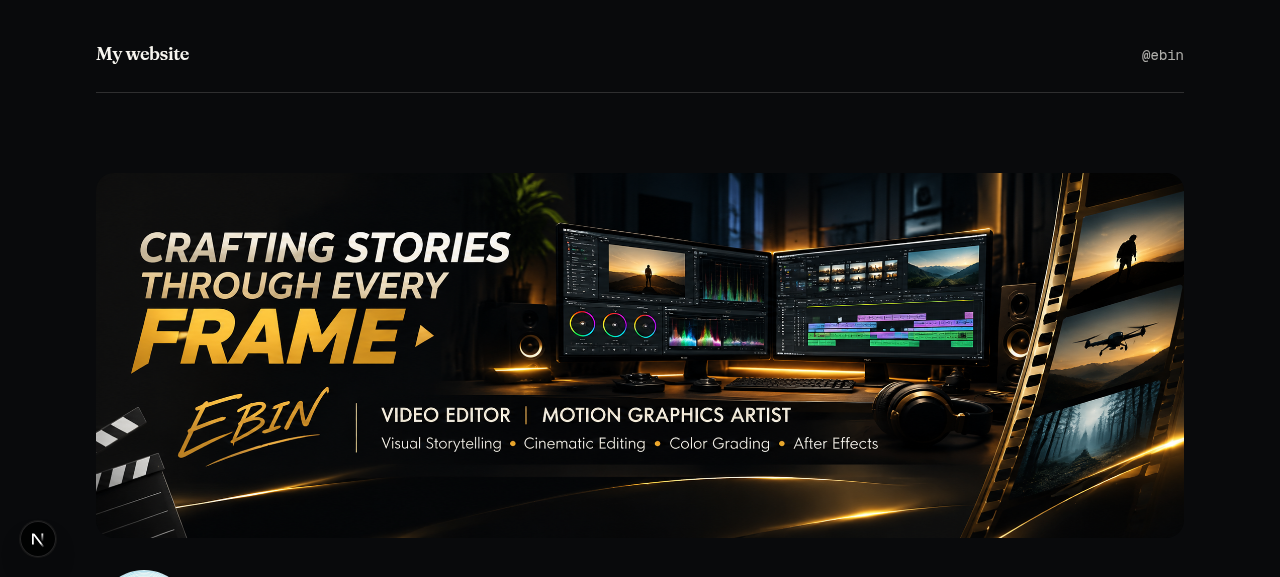 My website
@ebin
CRAFTING STORIES
THROUGH EVERY
FRAME
EBIN
VIDEO EDITOR | MOTION GRAPHICS ARTIST
Visual Storytelling • Cinematic Editing • Color Grading • After Effects
N